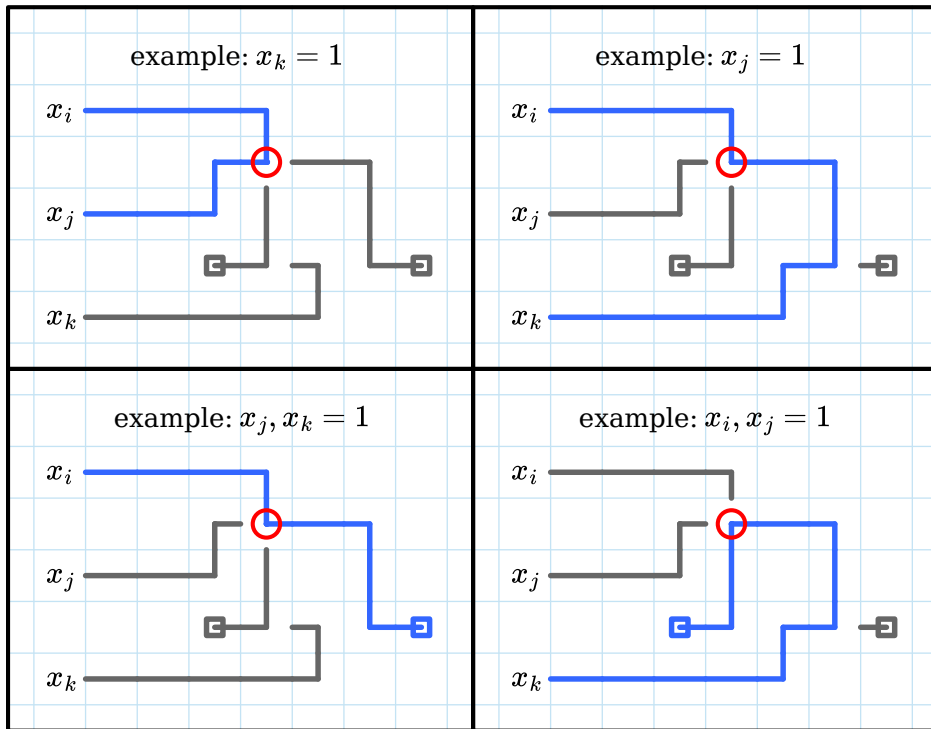 example: $x_k = 1$
$x_i$
$x_j$
$x_k$
example: $x_j = 1$
$x_i$
$x_j$
$x_k$
example: $x_j, x_k = 1$
$x_i$
$x_j$
$x_k$
example: $x_i, x_j = 1$
$x_i$
$x_j$
$x_k$